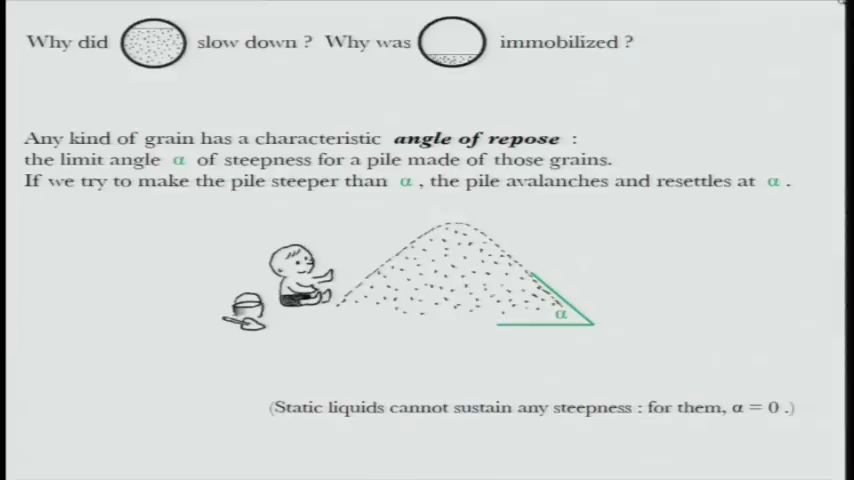 Why did slow down ? Why was immobilized ?
Any kind of grain has a characteristic angle of repose :
the limit angle α of steepness for a pile made of those grains.
If we try to make the pile steeper than α , the pile avalanches and resettles at α .
α
(Static liquids cannot sustain any steepness : for them, α = 0 .)